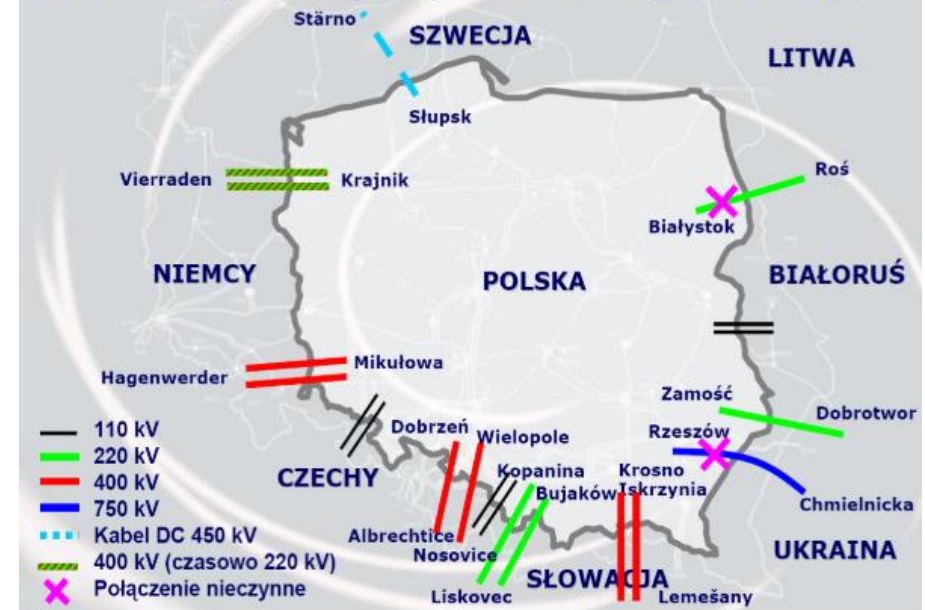 Stärno
SZWECJA
LITWA
Słupsk
Roś
Vierraden
Krajnik
Białystok
NIEMCY
POLSKA
BIAŁORUŚ
Mikułowa
Hagenwerder
Zamość
Dobrotwor
Dobrzeń
Wielopole
Rzeszów
110 kV
220 kV
400 kV
750 kV
Kabel DC 450 kV
400 kV (czasowo 220 kV)
Połączenie nieczynne
CZECHY
Kopanina
Bujaków
Krosno
Iskrzynia
Chmielnicka
Albrechtice
Nosovice
UKRAINA
SŁOWACJA
Liskovec
Lemešany